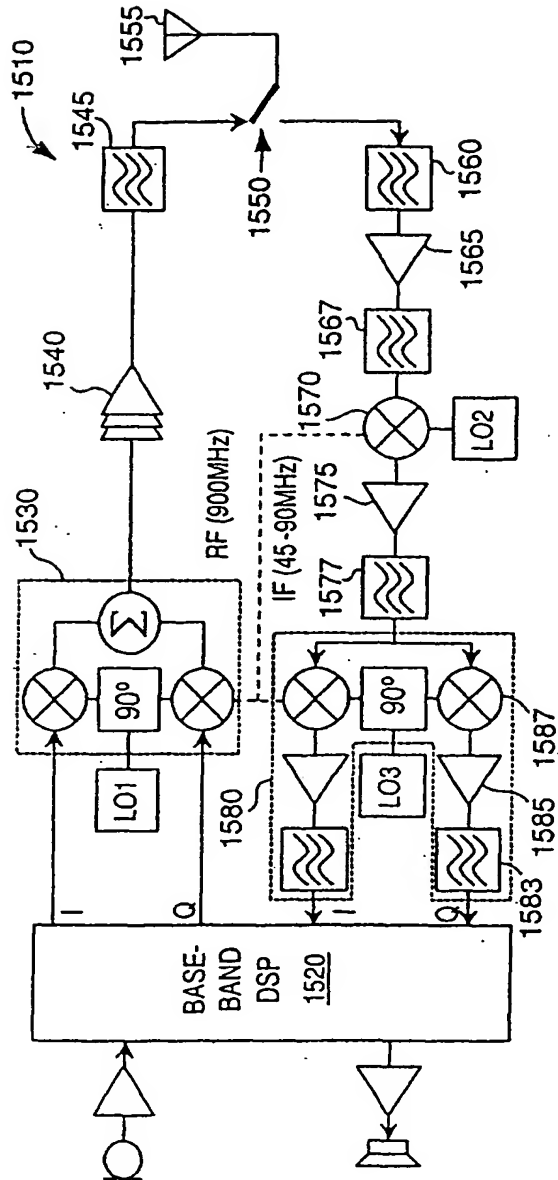 1510
1545
1555
1550
1540
1530
Σ
90°
LO1
I
Q
RF (900MHz)
IF (45-90MHz)
1560
1565
1567
1570
LO2
1575
1577
1580
90°
LO3
1587
1585
1583
I
Q
BASE-
BAND
DSP
1520